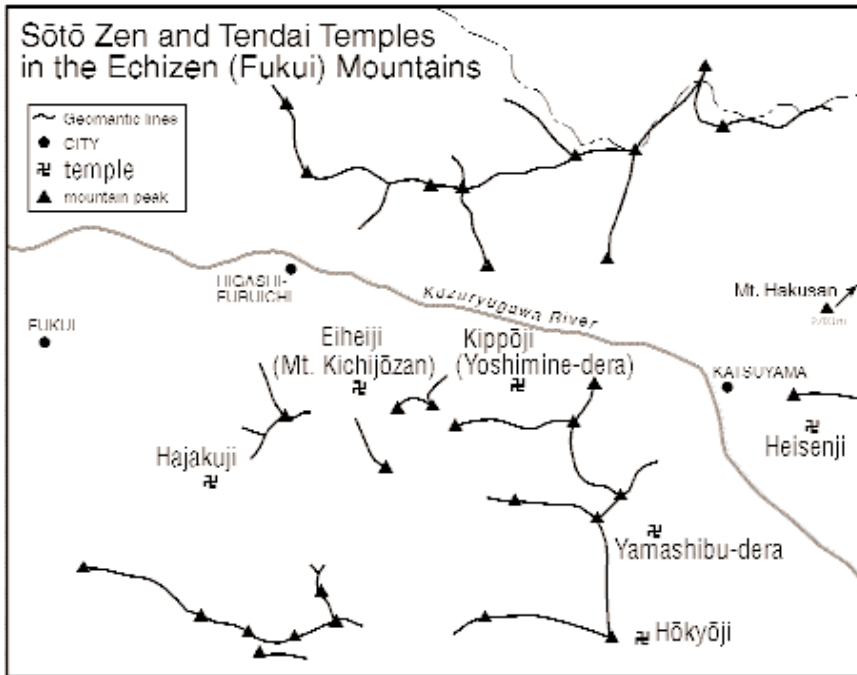 Sōtō Zen and Tendai Temples
in the Echizen (Fukui) Mountains
Geomantic lines
CITY
卍 temple
mountain peak
HIGASHI-
FURUICHI
FUKUI
Kuzuryugawa River
Mt. Hakusan
Eiheiji
(Mt. Kichijōzan)
Kippōji
(Yoshimine-dera)
KATSUYAMA
Heisenji
Hajakuji
Yamashibu-dera
Hōkyōji